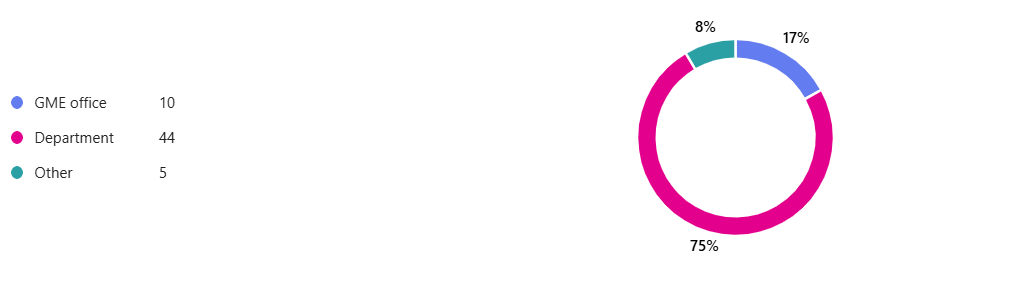 GME office 10
Department 44
Other 5
8%
17%
75%